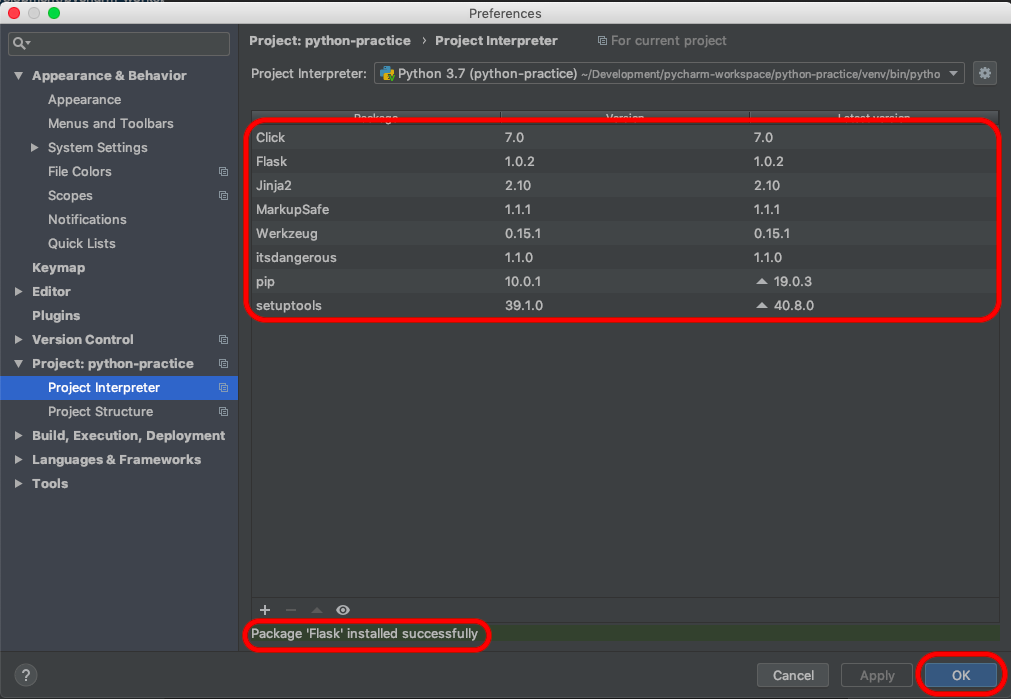 Preferences
Project: python-practice › Project Interpreter For current project
Project Interpreter: Python 3.7 (python-practice) ~/Development/pycharm-workspace/python-practice/venv/bin/pytho
Appearance & Behavior
Appearance
Menus and Toolbars
System Settings
File Colors
Scopes
Notifications
Quick Lists
Keymap
Editor
Plugins
Version Control
Project: python-practice
Project Interpreter
Project Structure
Build, Execution, Deployment
Languages & Frameworks
Tools
Package Version Latest version
Click 7.0 7.0
Flask 1.0.2 1.0.2
Jinja2 2.10 2.10
MarkupSafe 1.1.1 1.1.1
Werkzeug 0.15.1 0.15.1
itsdangerous 1.1.0 1.1.0
pip 10.0.1 19.0.3
setuptools 39.1.0 40.8.0
Package 'Flask' installed successfully
? Cancel Apply OK